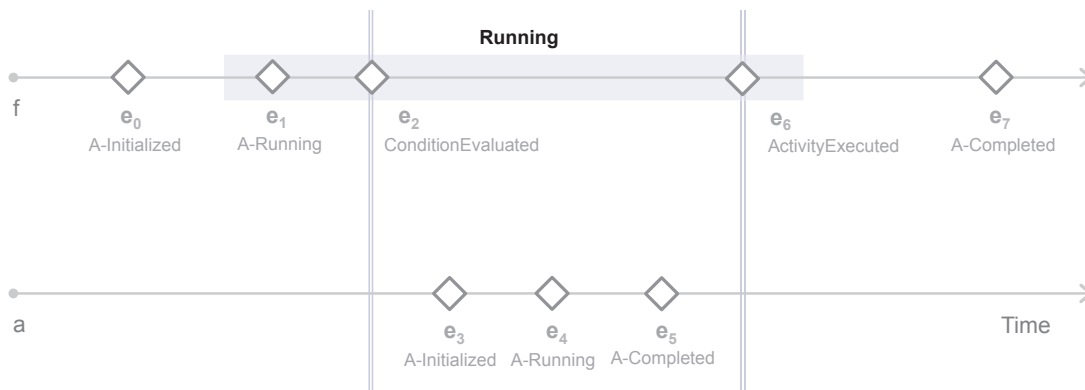 Running
f
e0
e1
e2
e6
e7
A-Initialized
A-Running
ConditionEvaluated
ActivityExecuted
A-Completed
a
Time
e3
e4
e5
A-Initialized
A-Running
A-Completed